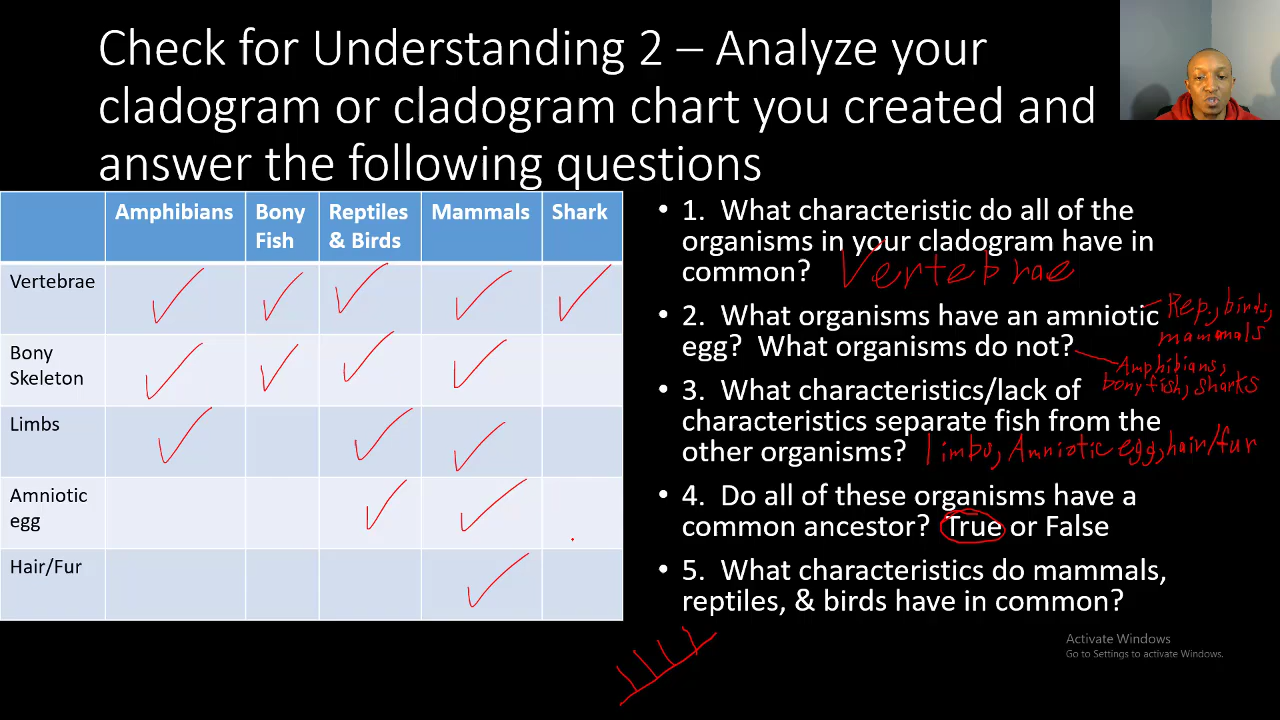 Check for Understanding 2 – Analyze your
cladogram or cladogram chart you created and
answer the following questions
Amphibians Bony Fish Reptiles & Birds Mammals Shark
Vertebrae
Bony
Skeleton
Limbs
Amniotic
egg
Hair/Fur
• 1. What characteristic do all of the
organisms in your cladogram have in
common? Vertebrae
• 2. What organisms have an amniotic
egg? What organisms do not?
Rep., birds,
mammals
Amphibians,
bony fish, sharks
• 3. What characteristics/lack of
characteristics separate fish from the
other organisms? limbs, Amniotic egg, hair/fur
• 4. Do all of these organisms have a
common ancestor? True or False
• 5. What characteristics do mammals,
reptiles, & birds have in common?
Activate Windows
Go to Settings to activate Windows.